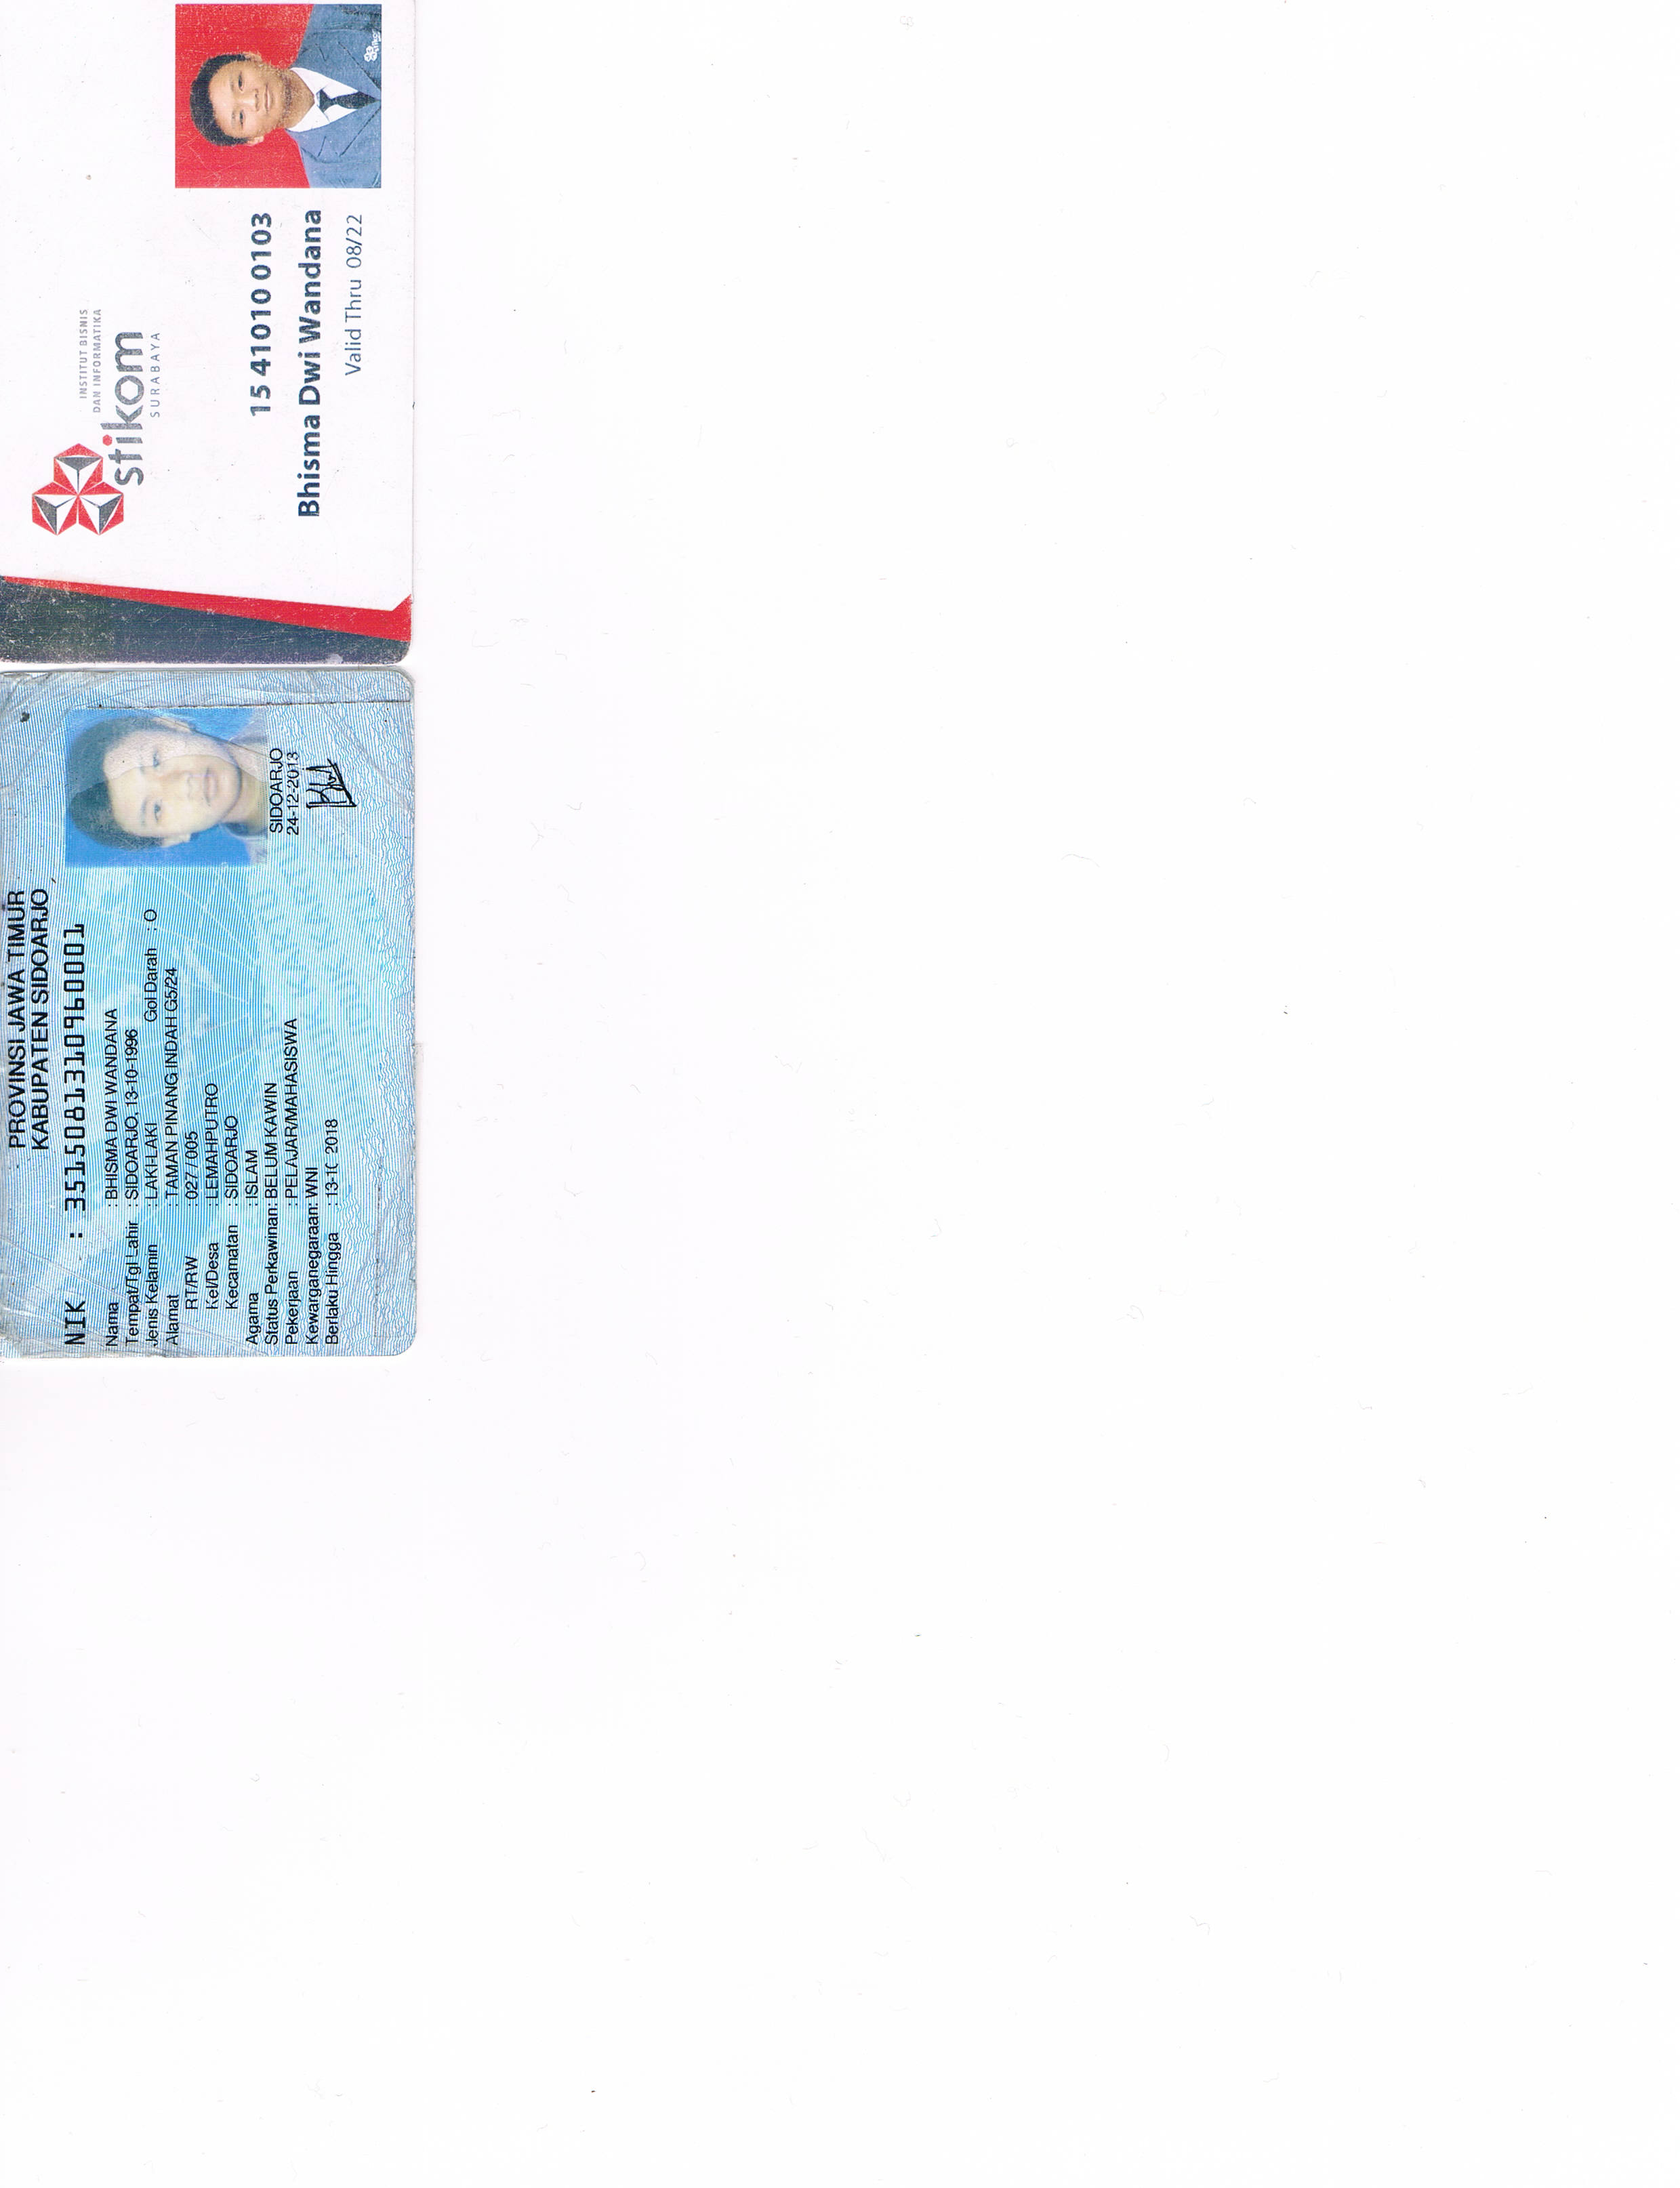 INSTITUT BISNIS
DAN INFORMATIKA
stikom
SURABAYA
15 41010 0103
Bhisma Dwi Wandana
Valid Thru 08/22
PROVINSI JAWA TIMUR
KABUPATEN SIDOARJO
NIK : 3515081310960001
Nama : BHISMA DWI WANDANA
Tempat/Tgl Lahir : SIDOARJO, 13-10-1996
Jenis Kelamin : LAKI-LAKI Gol Darah : O
Alamat : TAMAN PINANG INDAH G5/24
RT/RW : 027 / 005
Kel/Desa : LEMAHPUTRO
Kecamatan : SIDOARJO
Agama : ISLAM
Status Perkawinan: BELUM KAWIN
Pekerjaan : PELAJAR/MAHASISWA
Kewarganegaraan: WNI
Berlaku Hingga : 13-10 2018
SIDOARJO
24-12-2013